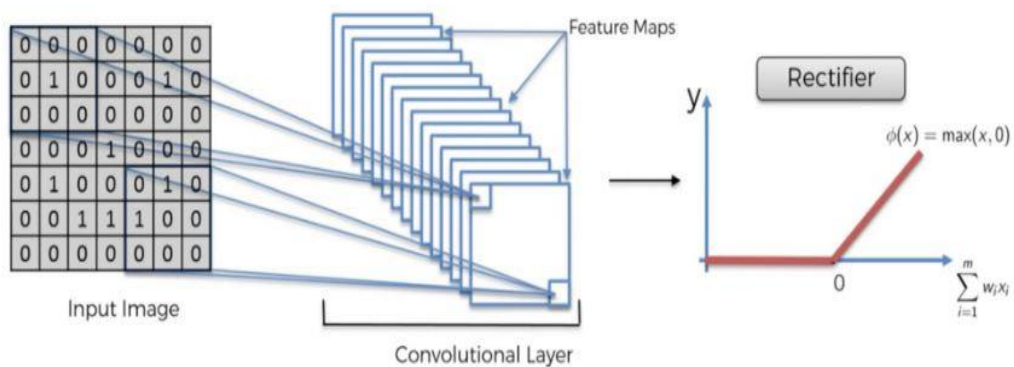 0 0 0 0 0 0 0
0 1 0 0 0 1 0
0 0 0 0 0 0 0
0 0 0 1 0 0 0
0 1 0 0 0 1 0
0 0 1 1 1 0 0
0 0 0 0 0 0 0
Input Image
Feature Maps
Convolutional Layer
Rectifier
y
ϕ(x) = max(x, 0)
0
∑ᵢ₌₁ᵐ wᵢxᵢ